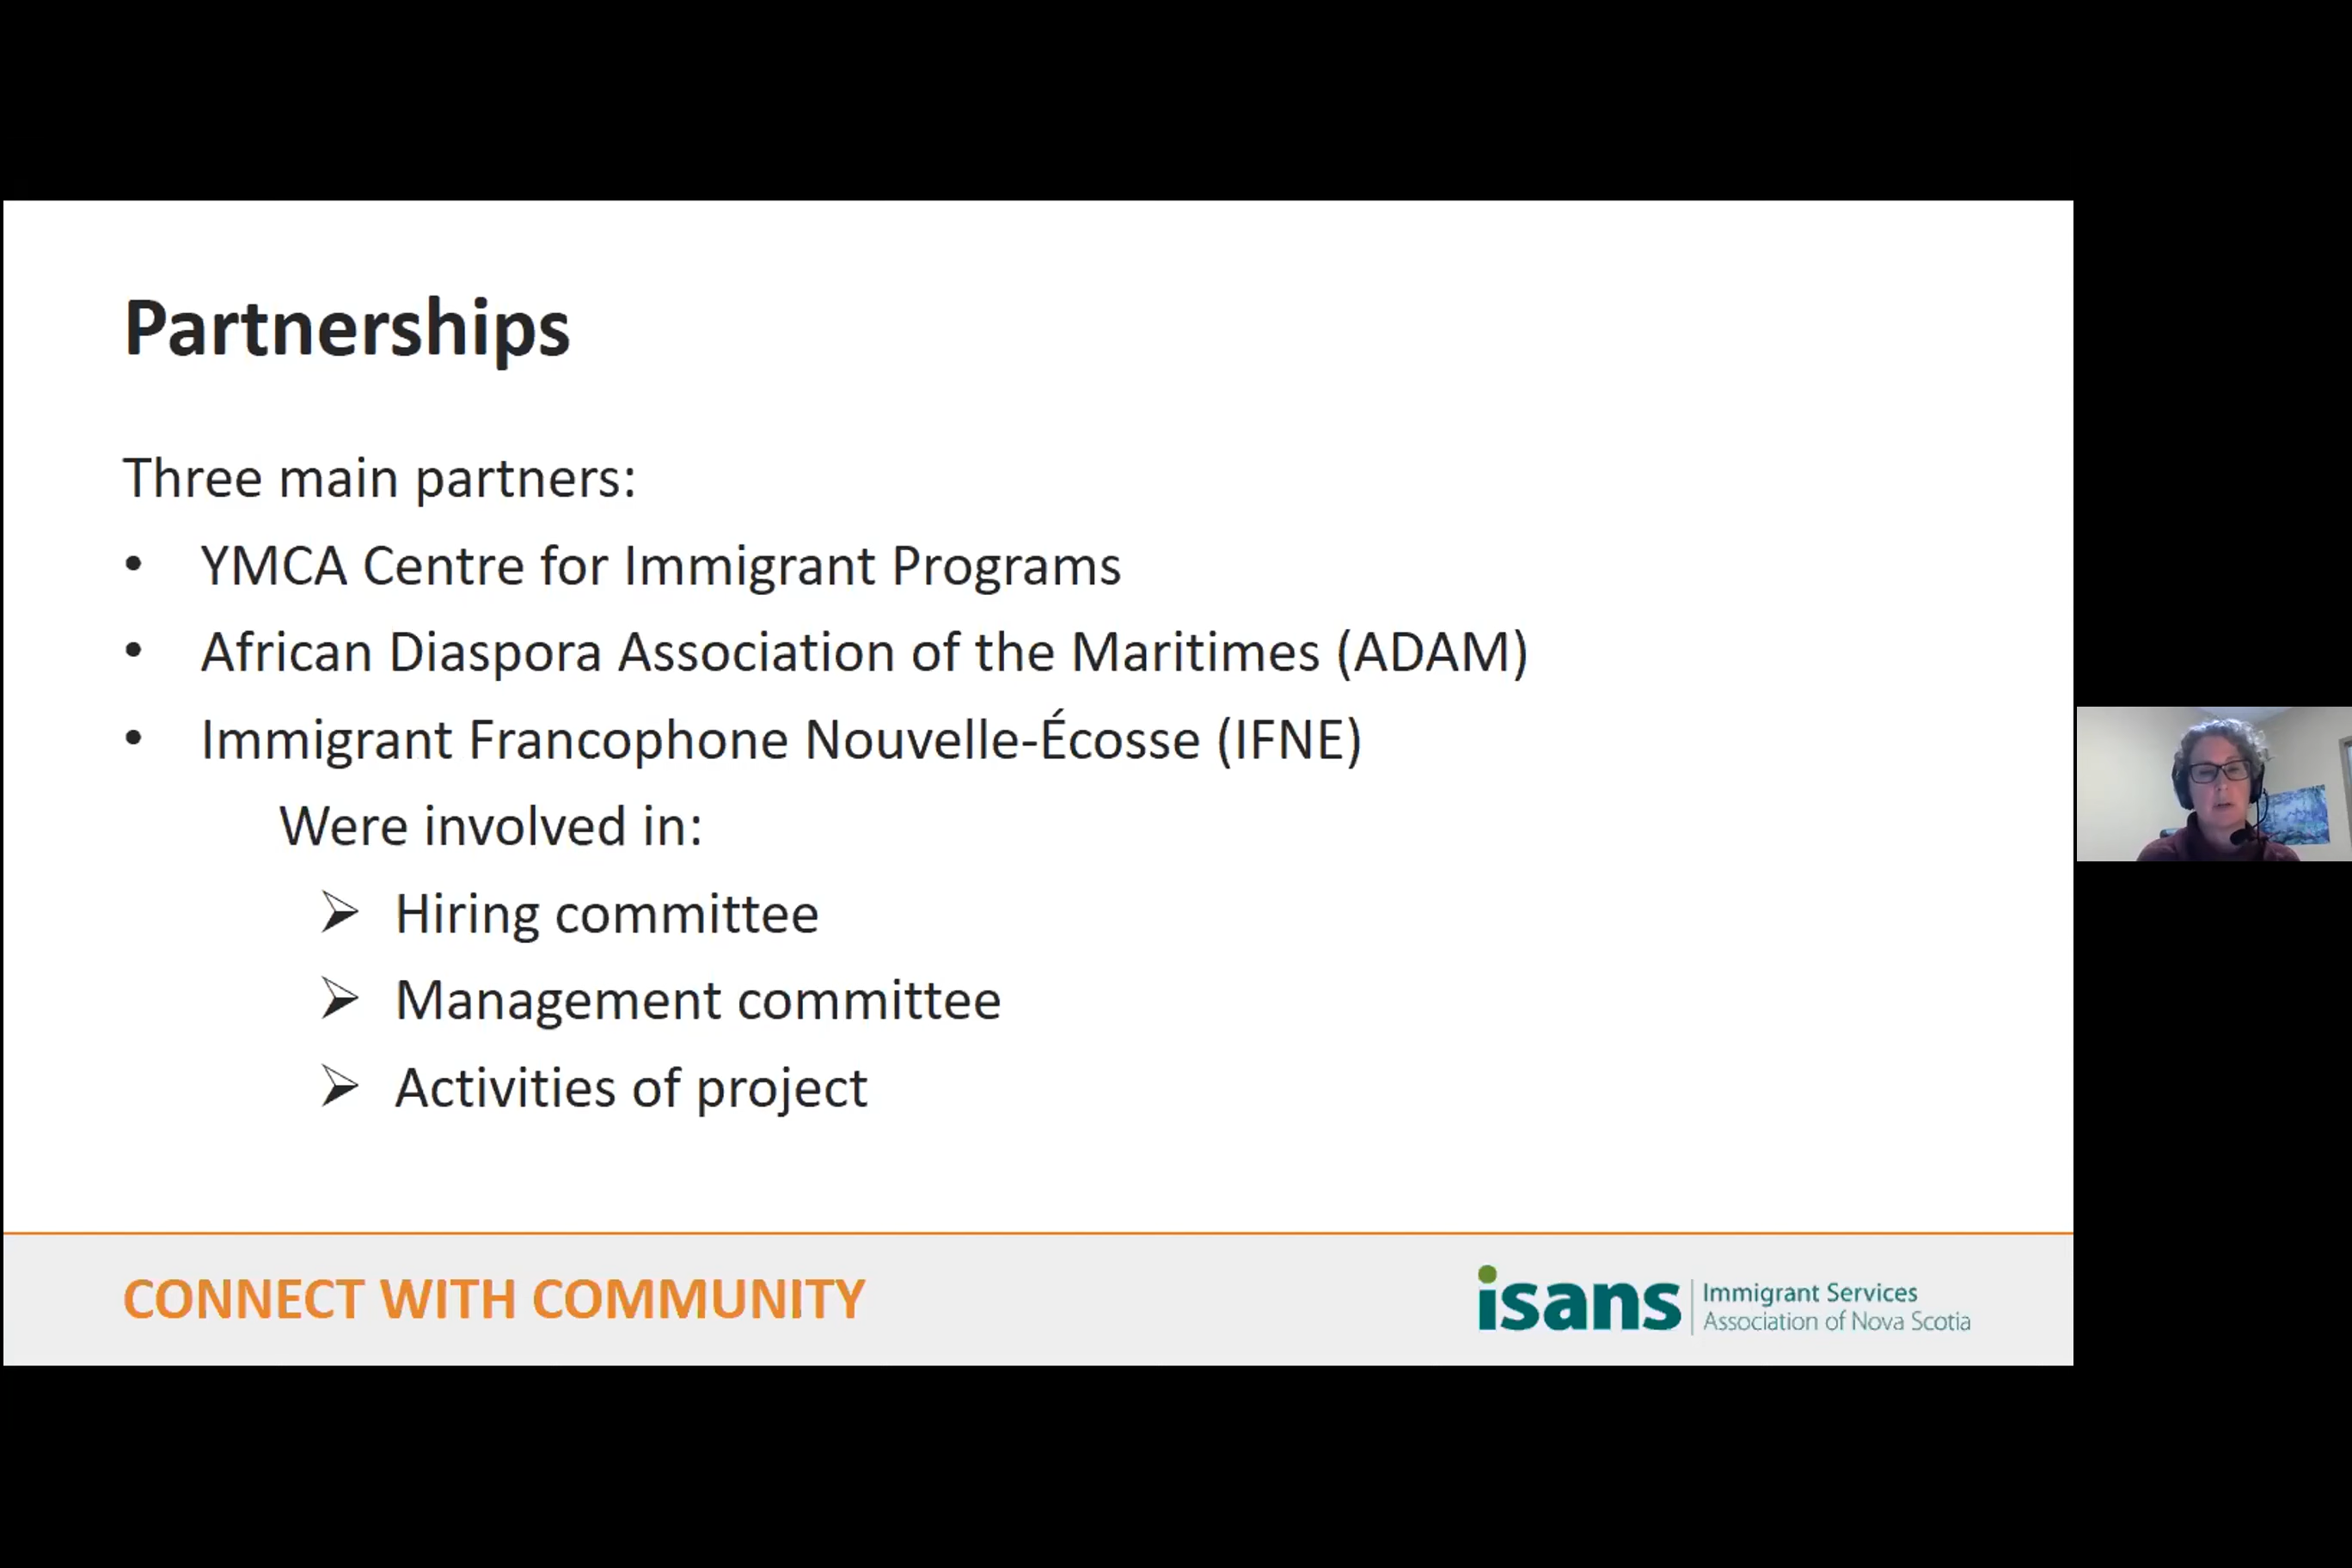 Partnerships
Three main partners:
• YMCA Centre for Immigrant Programs
• African Diaspora Association of the Maritimes (ADAM)
• Immigrant Francophone Nouvelle-Écosse (IFNE)
Were involved in:
➢ Hiring committee
➢ Management committee
➢ Activities of project
CONNECT WITH COMMUNITY
isans
Immigrant Services
Association of Nova Scotia